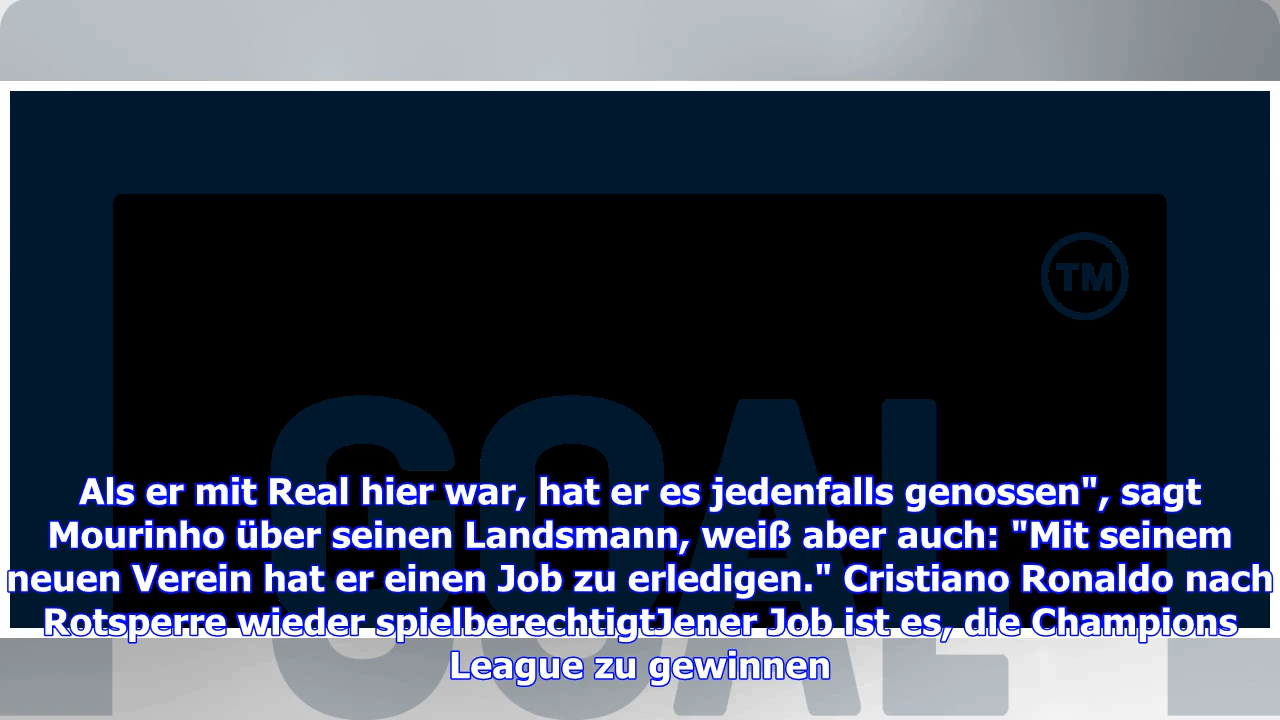 TM
GOAL
Als er mit Real hier war, hat er es jedenfalls genossen", sagt
Mourinho über seinen Landsmann, weiß aber auch: "Mit seinem
neuen Verein hat er einen Job zu erledigen." Cristiano Ronaldo nach
Rotsperre wieder spielberechtigtJener Job ist es, die Champions
League zu gewinnen